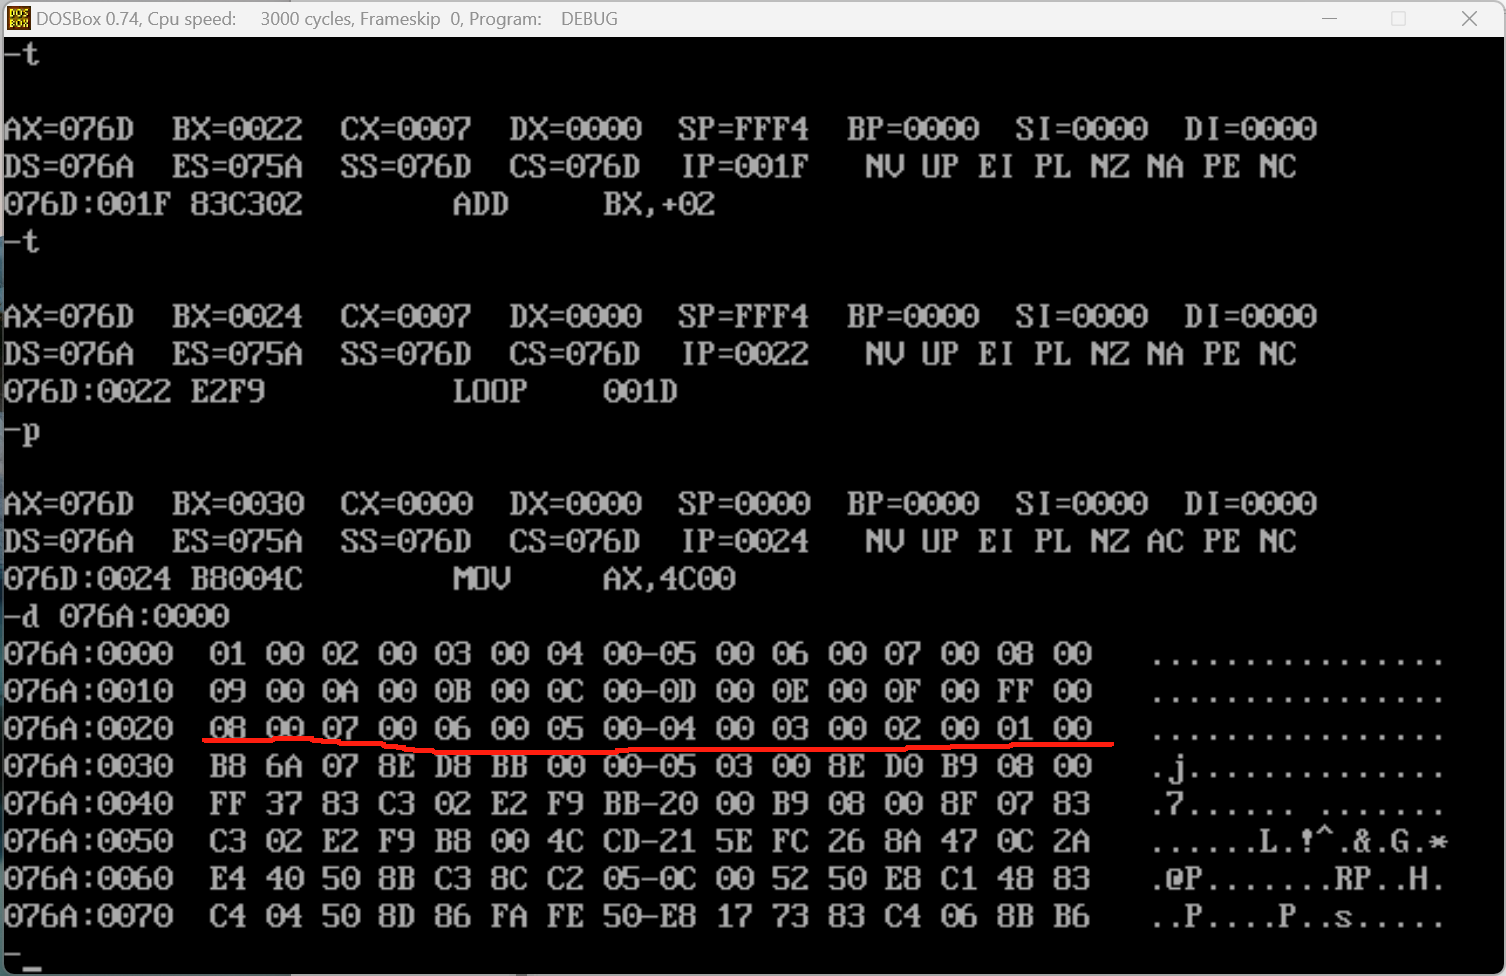 DOSBox 0.74, Cpu speed: 3000 cycles, Frameskip 0, Program: DEBUG
-t
AX=076D BX=0022 CX=0007 DX=0000 SP=FFF4 BP=0000 SI=0000 DI=0000
DS=076A ES=075A SS=076D CS=076D IP=001F NV UP EI PL NZ NA PE NC
076D:001F 83C302 ADD BX,+02
-t
AX=076D BX=0024 CX=0007 DX=0000 SP=FFF4 BP=0000 SI=0000 DI=0000
DS=076A ES=075A SS=076D CS=076D IP=0022 NV UP EI PL NZ NA PE NC
076D:0022 E2F9 LOOP 001D
-p
AX=076D BX=0030 CX=0000 DX=0000 SP=0000 BP=0000 SI=0000 DI=0000
DS=076A ES=075A SS=076D CS=076D IP=0024 NV UP EI PL NZ AC PE NC
076D:0024 B8004C MOV AX,4C00
-d 076A:0000
076A:0000 01 00 02 00 03 00 04 00-05 00 06 00 07 00 08 00 ................
076A:0010 09 00 0A 00 0B 00 0C 00-0D 00 0E 00 0F 00 FF 00 ................
076A:0020 08 00 07 00 06 00 05 00-04 00 03 00 02 00 01 00 ................
076A:0030 B8 6A 07 8E D8 BB 00 00-05 03 00 8E D0 B9 08 00 .j..............
076A:0040 FF 37 83 C3 02 E2 F9 BB-20 00 B9 08 00 8F 07 83 .7...... .......
076A:0050 C3 02 E2 F9 B8 00 4C CD-21 5E FC 26 8A 47 0C 2A ......L.!^.&.G.*
076A:0060 E4 40 50 8B C3 8C C2 05-0C 00 52 50 E8 C1 48 83 .@P.......RP..H.
076A:0070 C4 04 50 8D 86 FA FE 50-E8 17 73 83 C4 06 8B B6 ..P....P..s.....
-_